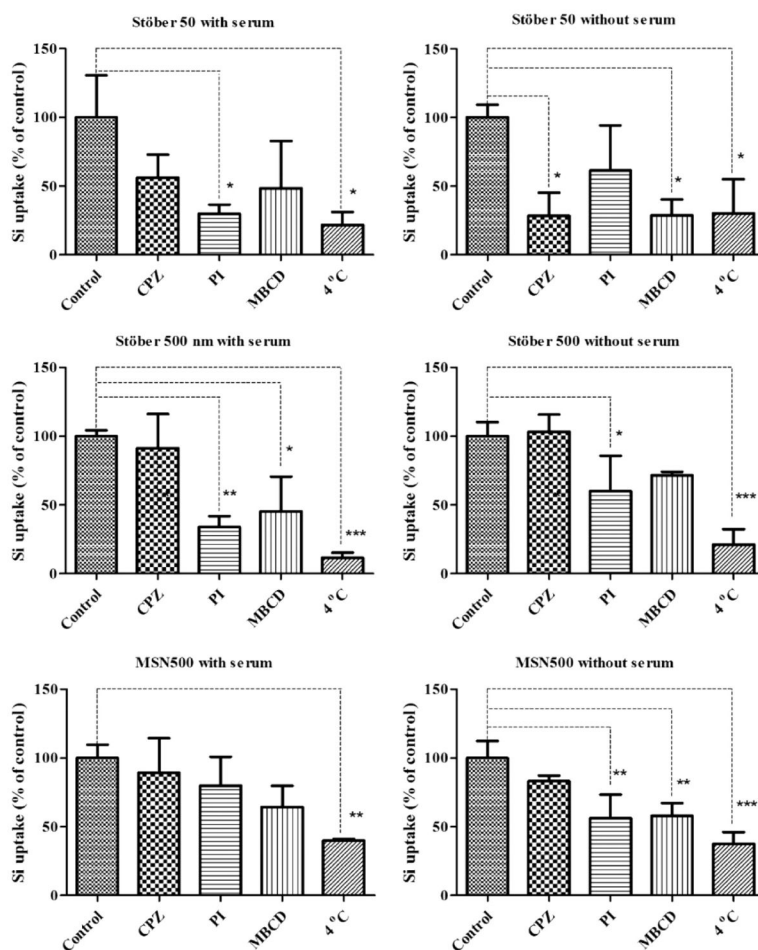 Stöber 50 with serum
Si uptake (% of control)
150
100
50
0
Control
CPZ
PI
MBCD
4 °C
*
*
Stöber 50 without serum
Si uptake (% of control)
150
100
50
0
Control
CPZ
PI
MBCD
4 °C
*
*
*
Stöber 500 nm with serum
Si uptake (% of control)
150
100
50
0
Control
CPZ
PI
MBCD
4 °C
**
*
***
Stöber 500 without serum
Si uptake (% of control)
150
100
50
0
Control
CPZ
PI
MBCD
4 °C
*
***
MSN500 with serum
Si uptake (% of control)
150
100
50
0
Control
CPZ
PI
MBCD
4 °C
**
MSN500 without serum
Si uptake (% of control)
150
100
50
0
Control
CPZ
PI
MBCD
4 °C
**
**
***